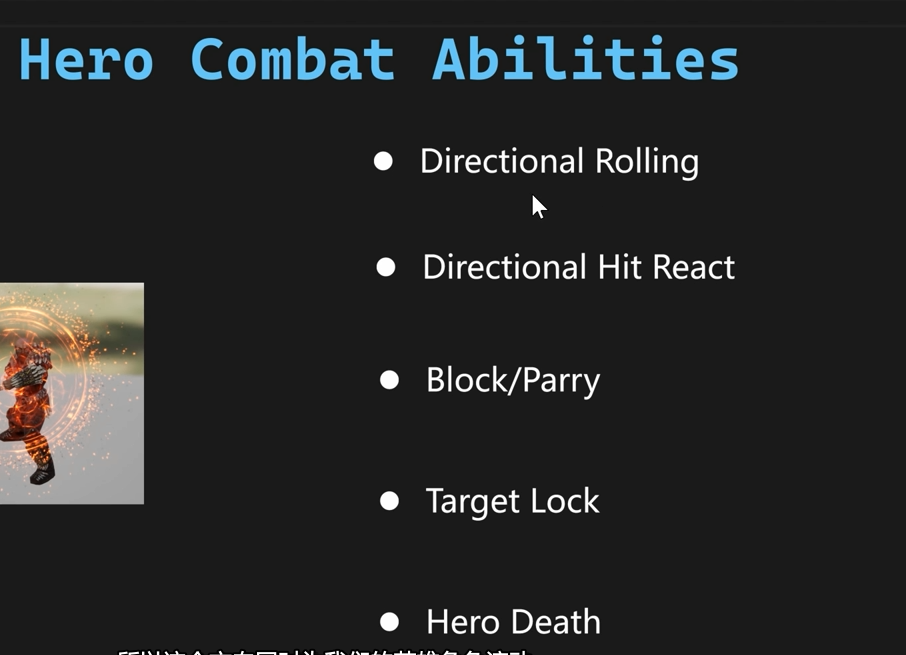 Hero Combat Abilities
Directional Rolling
Directional Hit React
Block/Parry
Target Lock
Hero Death